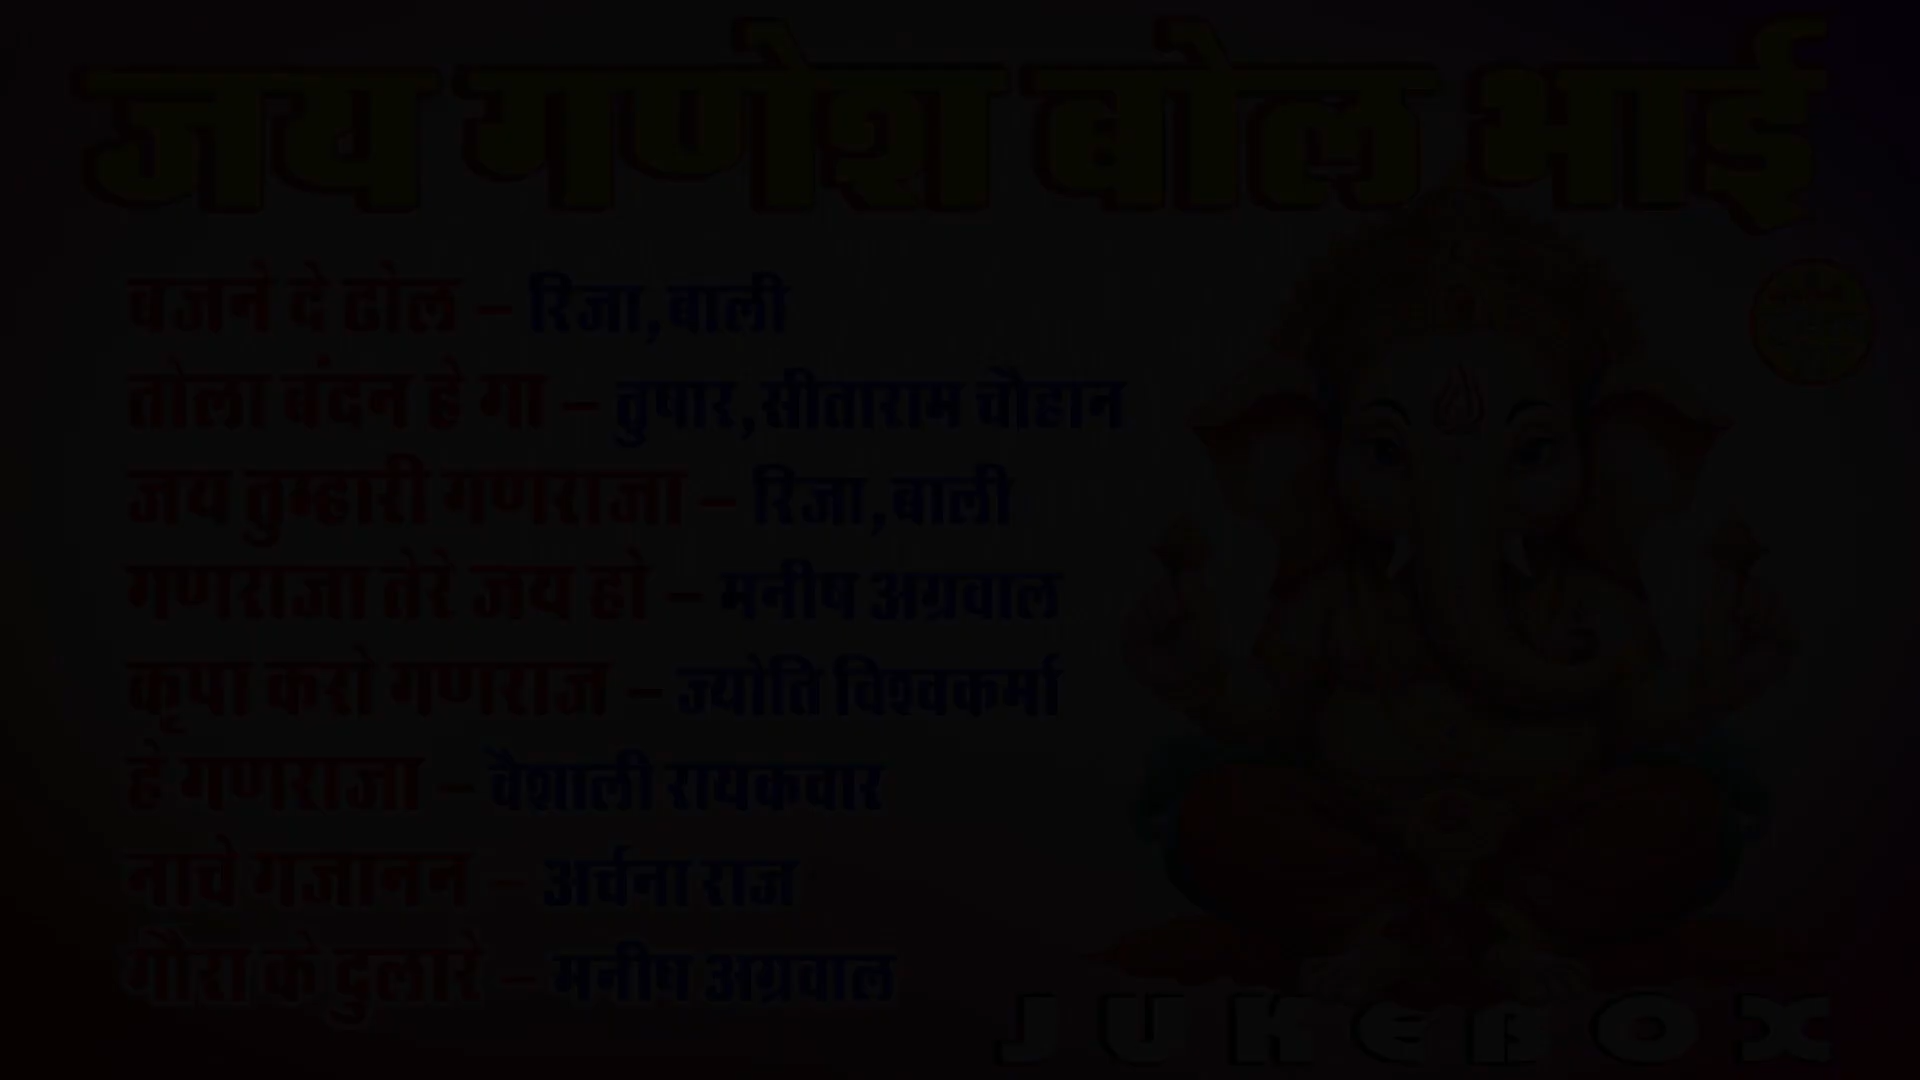 जय गणेश बोल भाई
बजने दे ढोल – रिजा,बाली
तोला बंदन हे गा – तुषार,सीताराम चौहान
जय तुम्हारी गणराजा – रिजा,बाली
गणराजा तेरे जय हो – मनीष अग्रवाल
कृपा करो गणराज – ज्योति विश्वकर्मा
हे गणराजा – वैशाली रायकवार
नाचे गजानन – अर्चना राज
गौरा के दुलारे – मनीष अग्रवाल
JUKEBOX